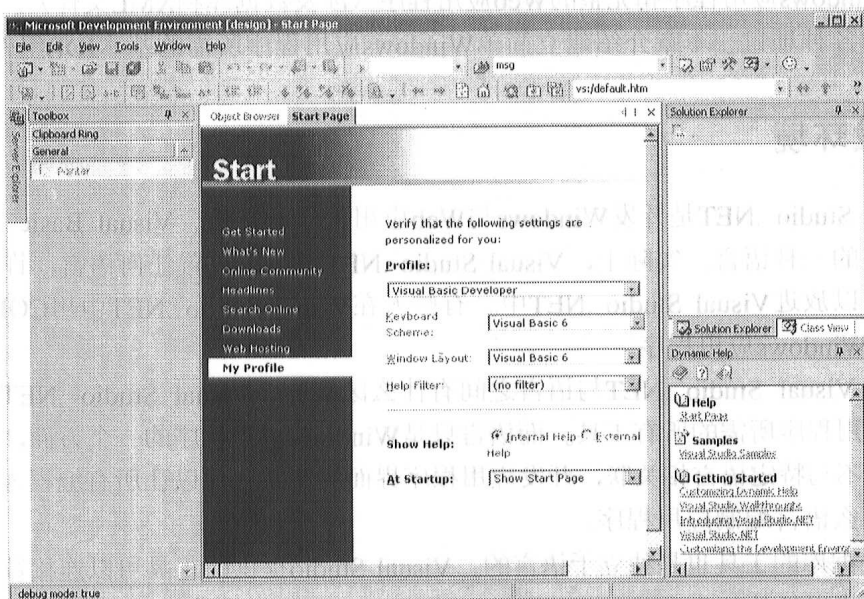 Microsoft Development Environment [design] - Start Page
File Edit View Tools Window Help
msg
vs:/default.htm
Server Explorer
Toolbox
Clipboard Ring
General
Pointer
Object Browser Start Page
Start
Get Started
What's New
Online Community
Headlines
Search Online
Downloads
Web Hosting
My Profile
Verify that the following settings are
personalized for you:
Profile:
Visual Basic Developer
Keyboard
Scheme:
Visual Basic 6
Window Layout: Visual Basic 6
Help Filter: (no filter)
Show Help: Internal Help External
Help
At Startup: Show Start Page
Solution Explorer
Solution Explorer Class View
Dynamic Help
Help
Start Page
Samples
Visual Studio Samples
Getting Started
Customizing Dynamic Help
Visual Studio Walkthroughs
Introducing Visual Studio.NET
Visual Studio.NET
Customizing the Development Environ
debug mode: true